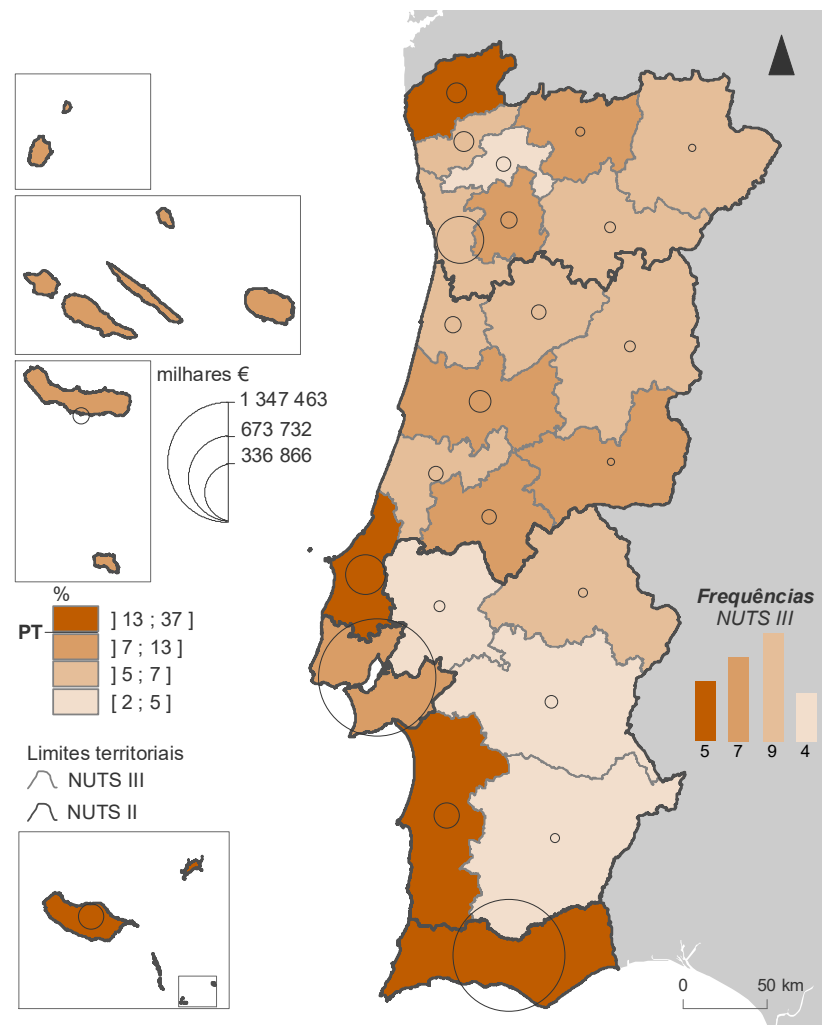 milhares €
1 347 463
673 732
336 866
%
] 13 ; 37 ]
PT
] 7 ; 13 ]
] 5 ; 7 ]
[ 2 ; 5 ]
Frequências
NUTS III
5 7 9 4
Limites territoriais
NUTS III
NUTS II
0 50 km